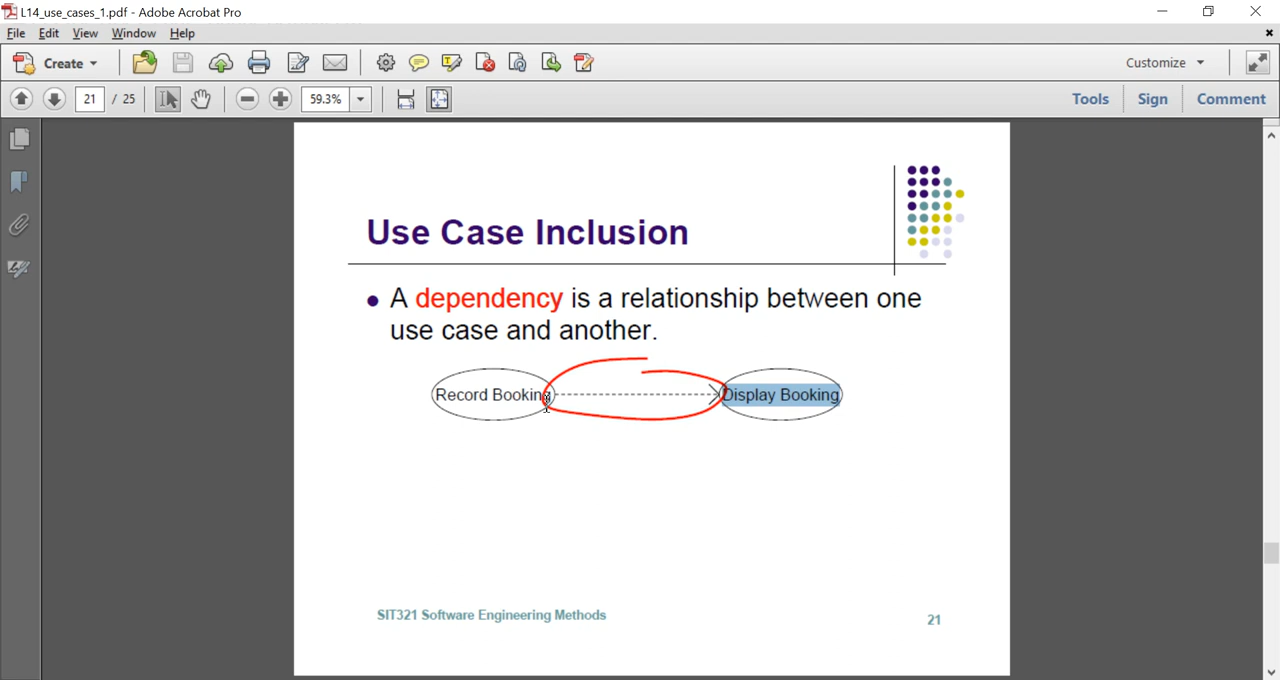 L14_use_cases_1.pdf - Adobe Acrobat Pro
File Edit View Window Help
Create Customize
21 / 25 59.3% Tools Sign Comment
Use Case Inclusion
A dependency is a relationship between one
use case and another.
Record Booking Display Booking
SIT321 Software Engineering Methods 21